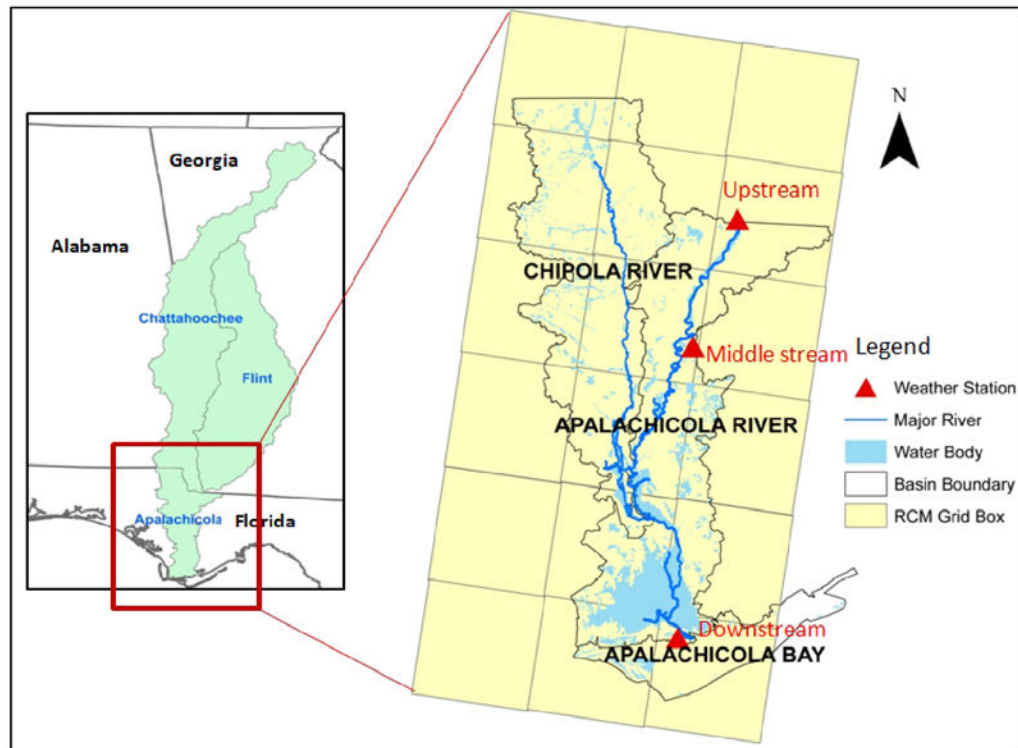 Georgia
Alabama
Chattahoochee
Flint
Apalachicola
Florida
N
Upstream
CHIPOLA RIVER
Middle stream
APALACHICOLA RIVER
Downstream
APALACHICOLA BAY
Legend
Weather Station
Major River
Water Body
Basin Boundary
RCM Grid Box